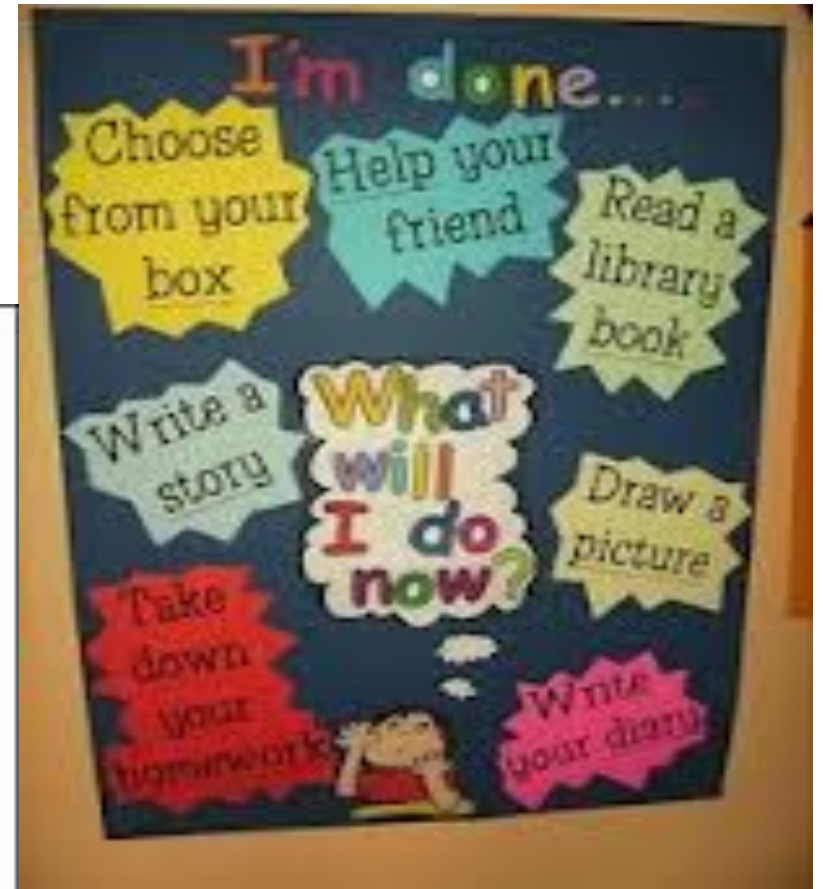 I'm done....
Choose
from your
box
Help your
friend
Read a
library
book
Write a
story
What
will
I do
now?
Draw a
picture
Take
down
your
homework
Write
your diary